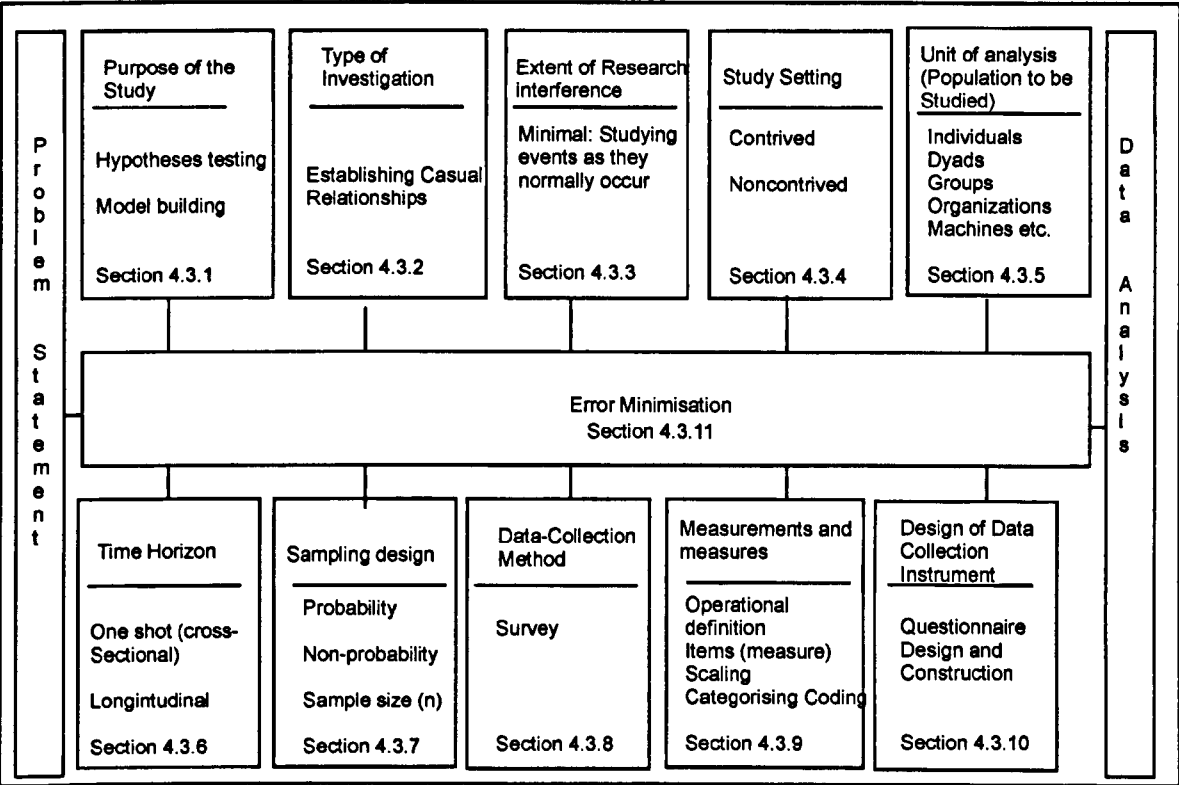 Problem Statement
Purpose of the
Study
Hypotheses testing
Model building
Section 4.3.1
Type of
Investigation
Establishing Casual
Relationships
Section 4.3.2
Extent of Research
interference
Minimal: Studying
events as they
normally occur
Section 4.3.3
Study Setting
Contrived
Noncontrived
Section 4.3.4
Unit of analysis
(Population to be
Studied)
Individuals
Dyads
Groups
Organizations
Machines etc.
Section 4.3.5
Error Minimisation
Section 4.3.11
Time Horizon
One shot (cross-
Sectional)
Longintudinal
Section 4.3.6
Sampling design
Probability
Non-probability
Sample size (n)
Section 4.3.7
Data-Collection
Method
Survey
Section 4.3.8
Measurements and
measures
Operational
definition
Items (measure)
Scaling
Categorising Coding
Section 4.3.9
Design of Data
Collection
Instrument
Questionnaire
Design and
Construction
Section 4.3.10
Data Analysis